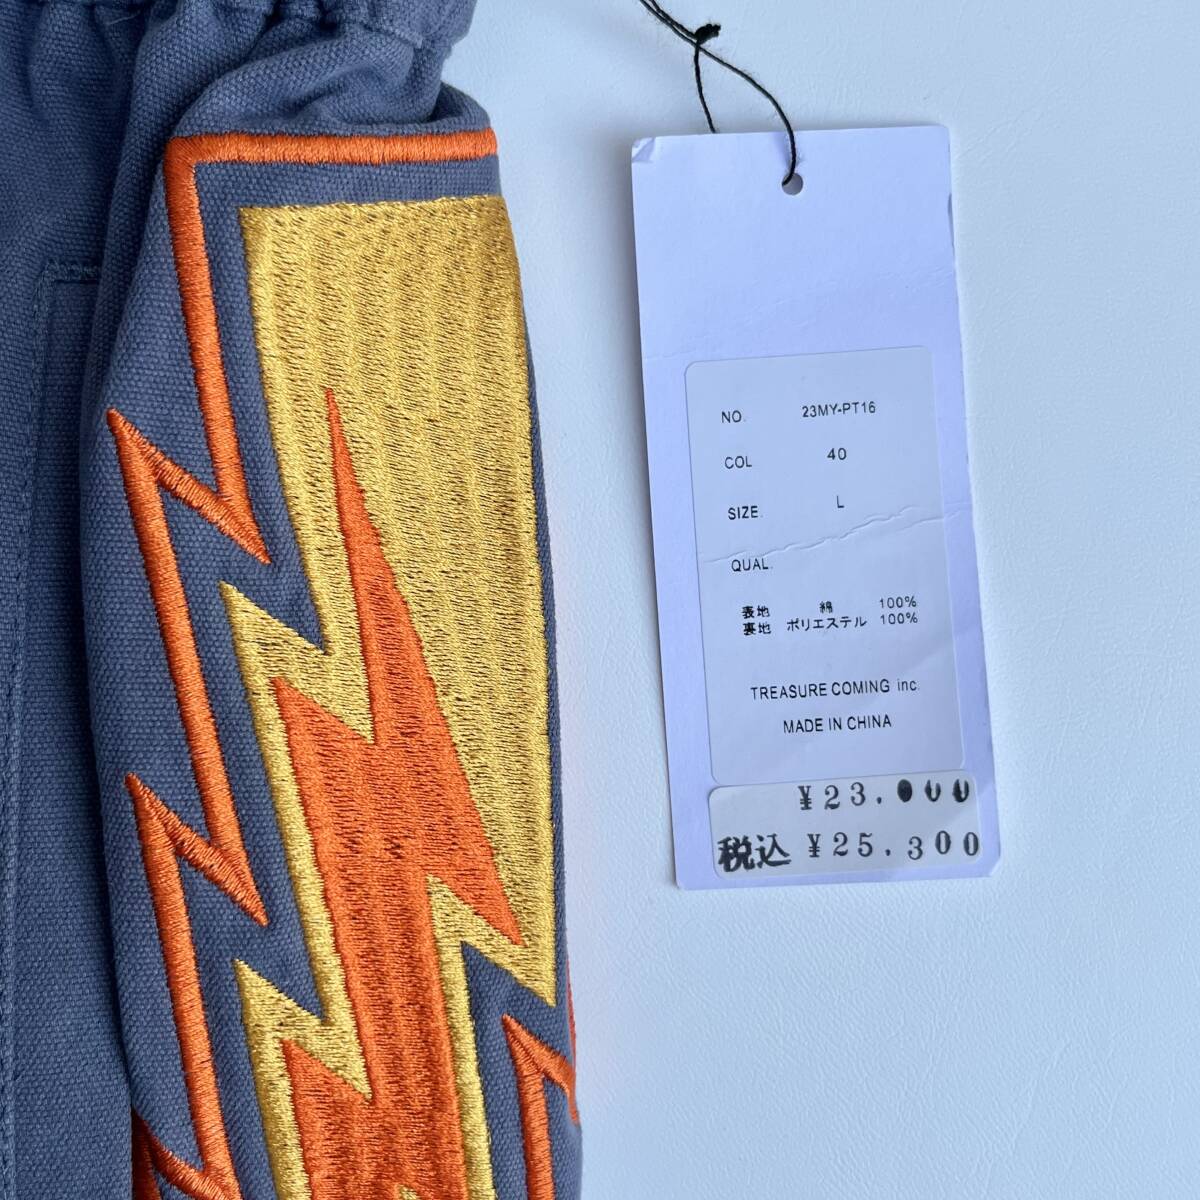 NO. 23MY-PT16
COL 40
SIZE. L
QUAL.
表地 綿 100%
裏地 ポリエステル 100%
TREASURE COMING inc.
MADE IN CHINA
¥23.000
税込 ¥25.300